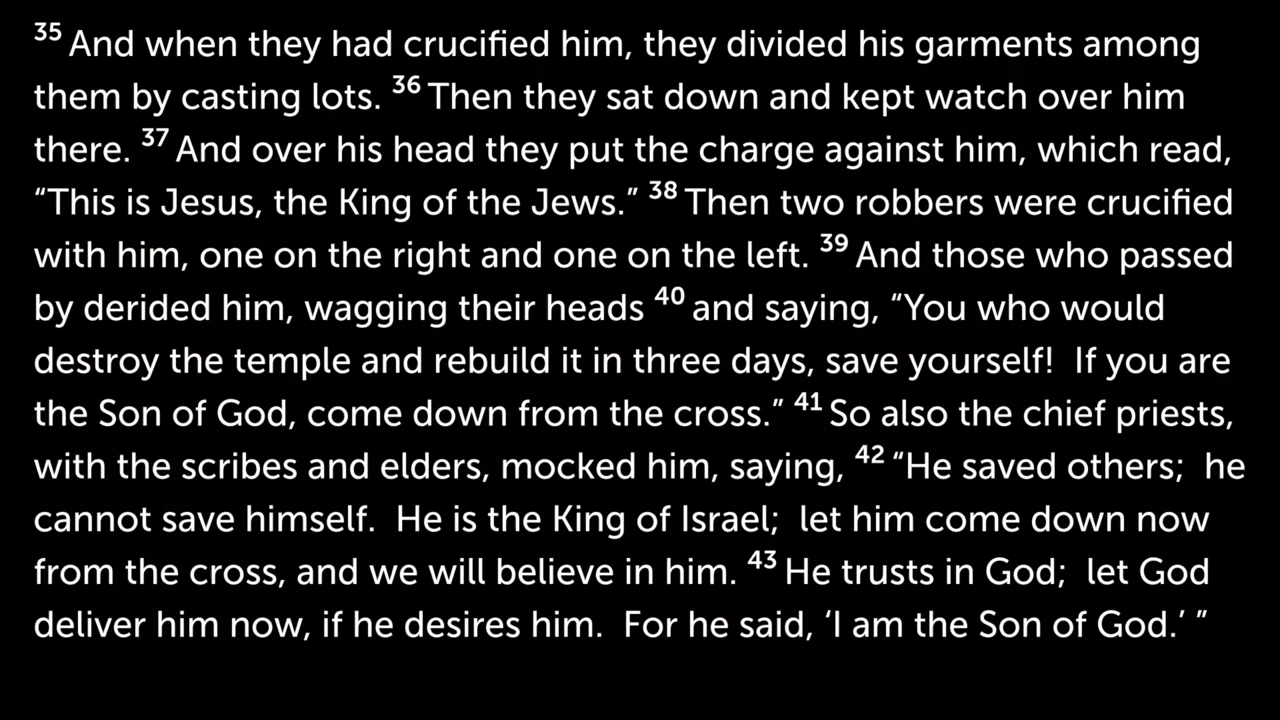 35 And when they had crucified him, they divided his garments among
them by casting lots. 36 Then they sat down and kept watch over him
there. 37 And over his head they put the charge against him, which read,
“This is Jesus, the King of the Jews.” 38 Then two robbers were crucified
with him, one on the right and one on the left. 39 And those who passed
by derided him, wagging their heads 40 and saying, “You who would
destroy the temple and rebuild it in three days, save yourself!  If you are
the Son of God, come down from the cross.” 41 So also the chief priests,
with the scribes and elders, mocked him, saying, 42 “He saved others;  he
cannot save himself.  He is the King of Israel;  let him come down now
from the cross, and we will believe in him. 43 He trusts in God;  let God
deliver him now, if he desires him.  For he said, ‘I am the Son of God.’ ”